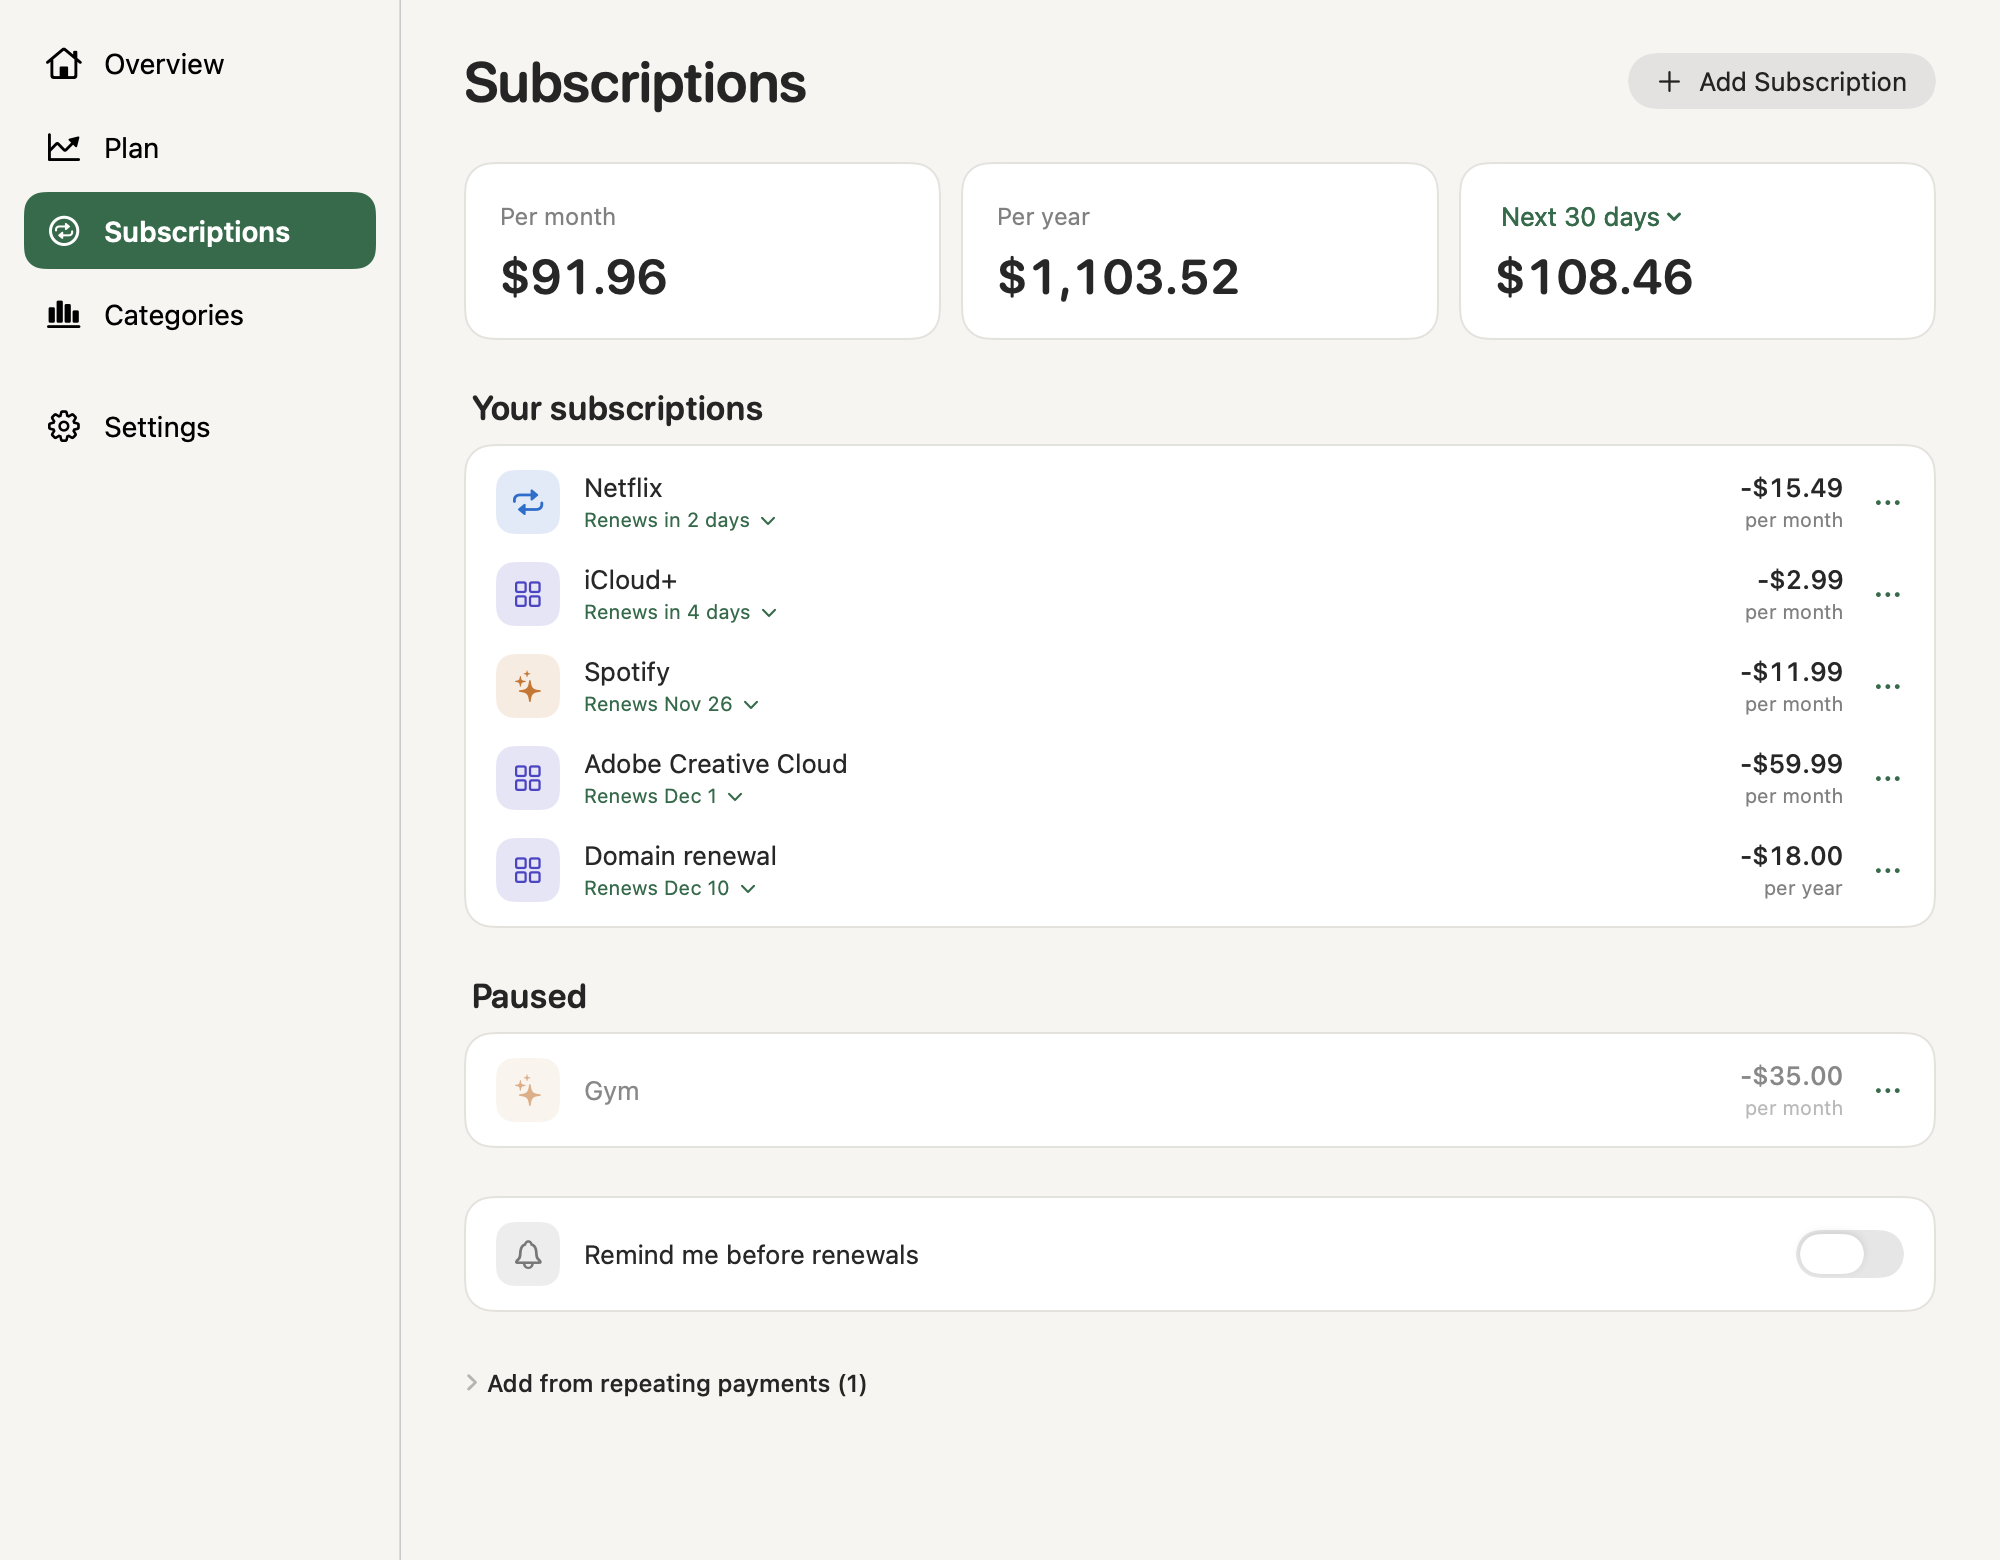 Overview
Plan
Subscriptions
Categories
Settings
Subscriptions
Add Subscription
Per month
$91.96
Per year
$1,103.52
Next 30 days
$108.46
Your subscriptions
Netflix
Renews in 2 days
-$15.49
per month
iCloud+
Renews in 4 days
-$2.99
per month
Spotify
Renews Nov 26
-$11.99
per month
Adobe Creative Cloud
Renews Dec 1
-$59.99
per month
Domain renewal
Renews Dec 10
-$18.00
per year
Paused
Gym
-$35.00
per month
Remind me before renewals
Add from repeating payments (1)